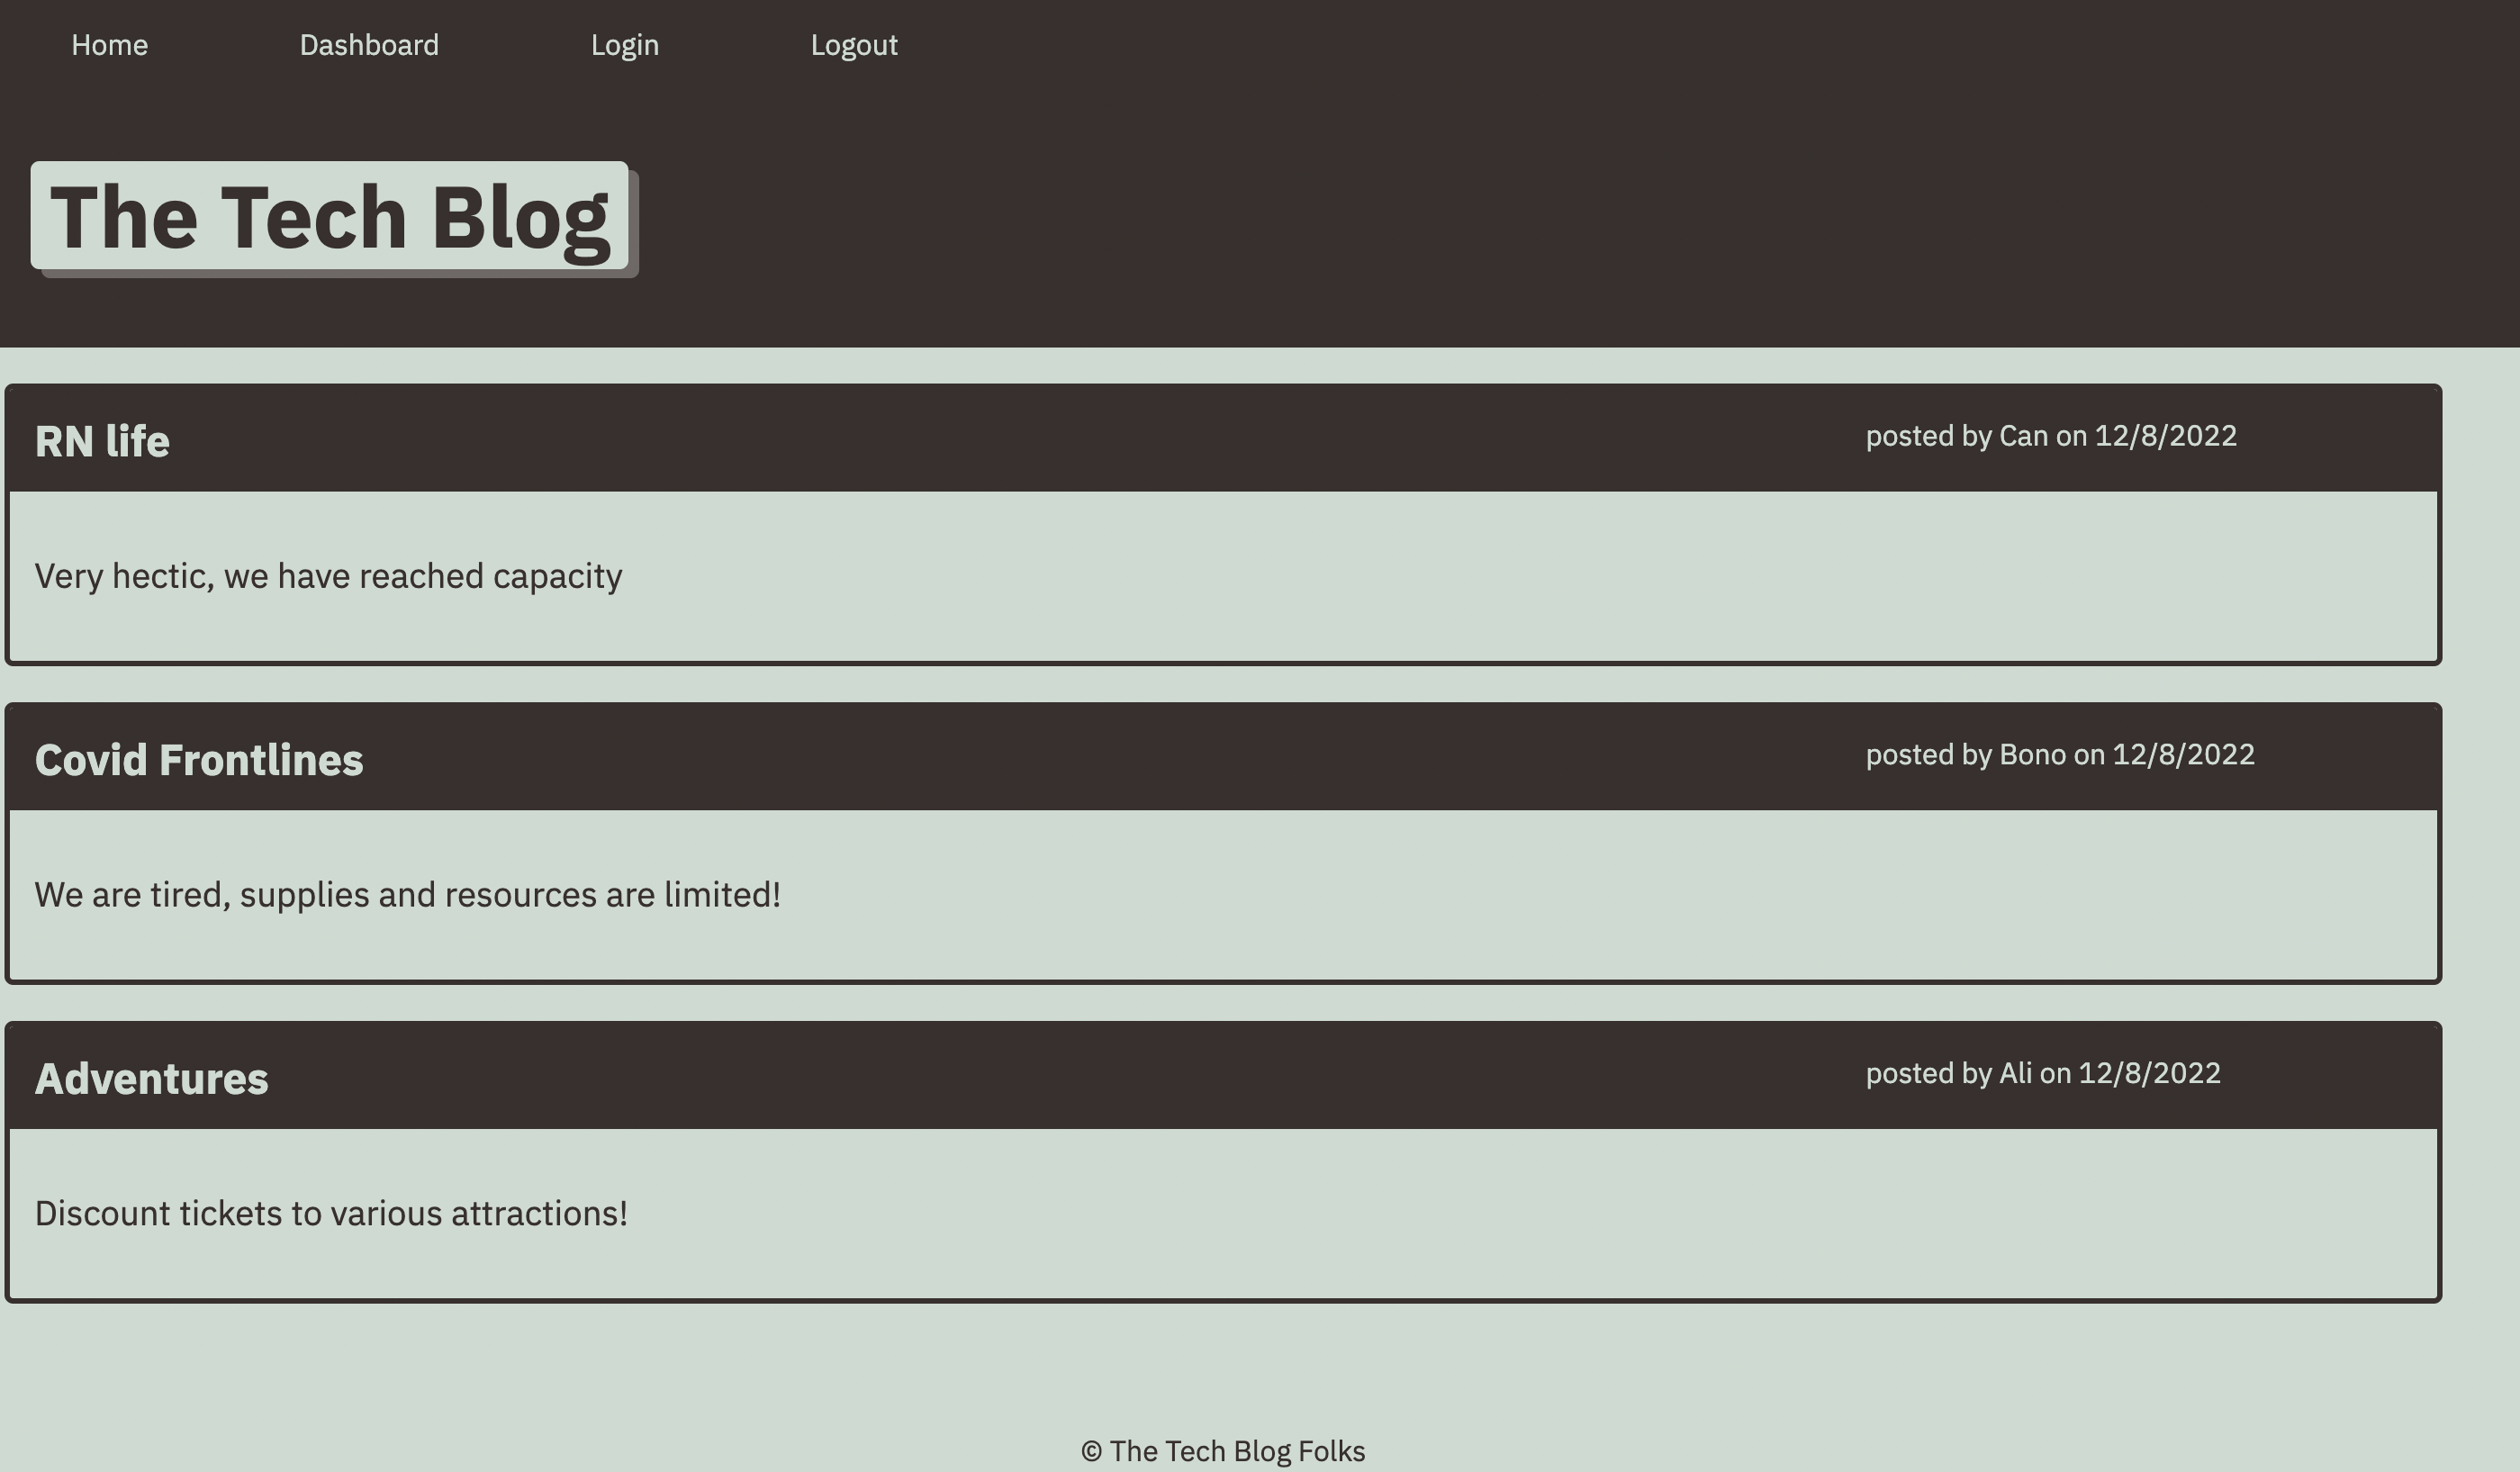 Home Dashboard Login Logout
The Tech Blog
RN life posted by Can on 12/8/2022
Very hectic, we have reached capacity
Covid Frontlines posted by Bono on 12/8/2022
We are tired, supplies and resources are limited!
Adventures posted by Ali on 12/8/2022
Discount tickets to various attractions!
© The Tech Blog Folks